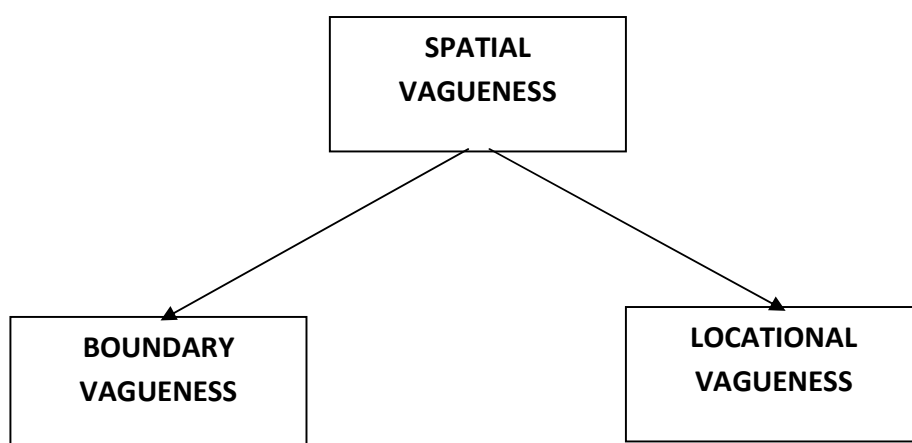 SPATIAL
VAGUENESS
BOUNDARY
VAGUENESS
LOCATIONAL
VAGUENESS